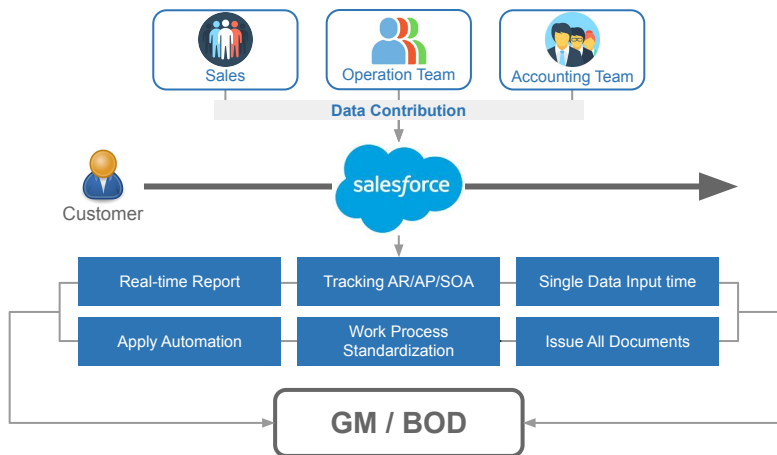 Sales
Operation Team
Accounting Team
Data Contribution
salesforce
Customer
Real-time Report
Tracking AR/AP/SOA
Single Data Input time
Apply Automation
Work Process
Standardization
Issue All Documents
GM / BOD